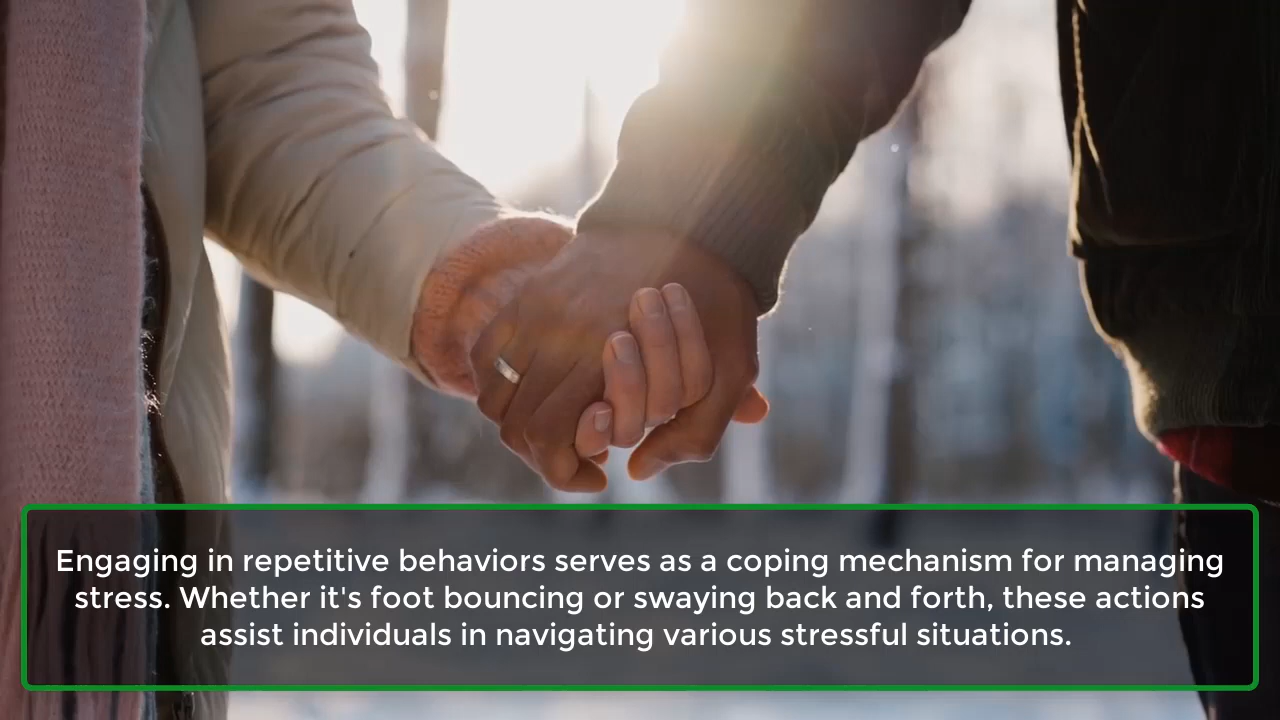 Engaging in repetitive behaviors serves as a coping mechanism for managing
stress. Whether it's foot bouncing or swaying back and forth, these actions
assist individuals in navigating various stressful situations.